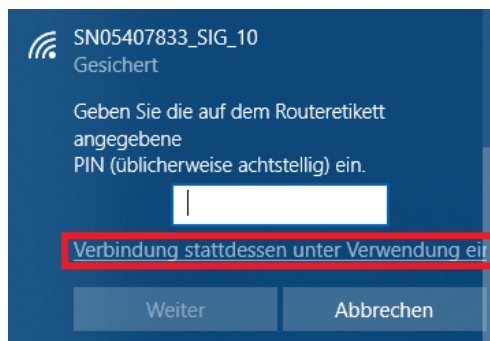 SN05407833_SIG_10
Gesichert
Geben Sie die auf dem Routeretikett
angegebene
PIN (üblicherweise achtstellig) ein.
Verbindung stattdessen unter Verwendung ein
Weiter
Abbrechen